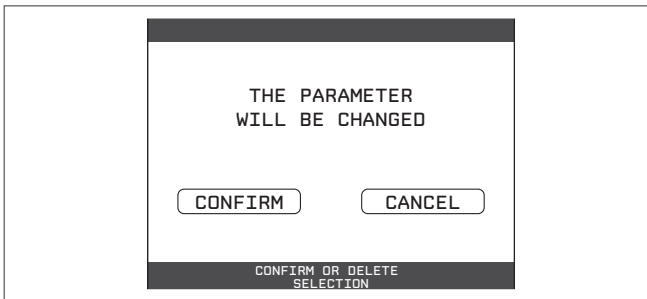 THE PARAMETER
WILL BE CHANGED
CONFIRM
CANCEL
CONFIRM OR DELETE
SELECTION